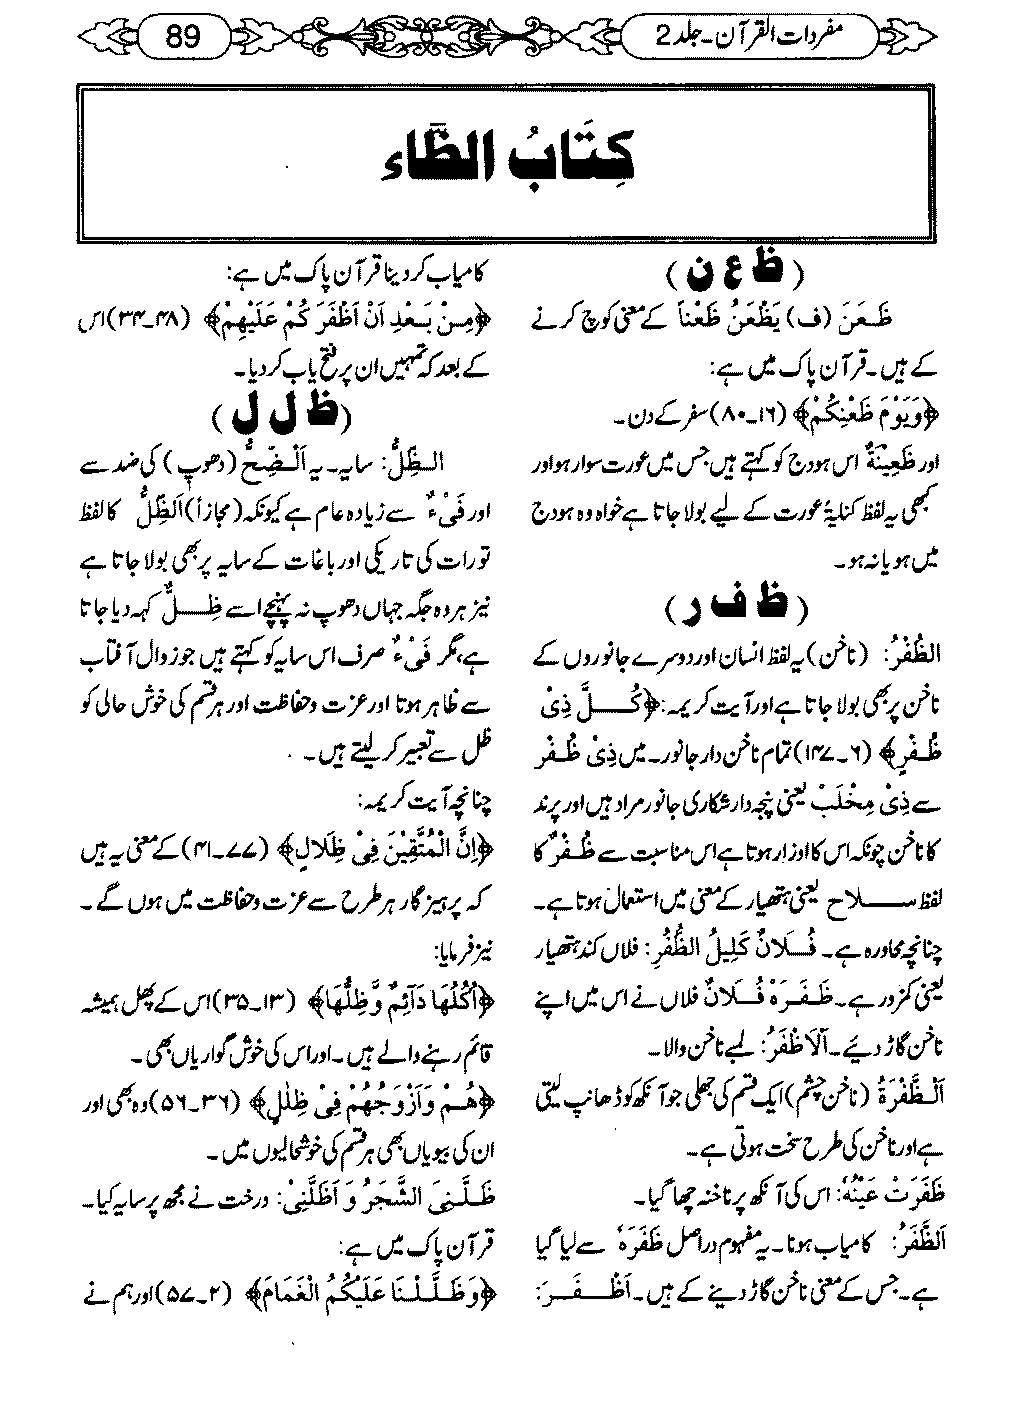 مفردات القرآن۔جلد 2
89
كِتَابُ الظَّاء
(ظ ع ن)
ظَعَنَ (ف) يَظْعَنُ ظَعْناً کے معنی کوچ کرنے
کے ہیں۔قرآن پاک میں ہے:
﴿وَيَوْمَ ظَعْنِكُمْ﴾ (۱۶۔۸۰) سفر کے دن۔
اور ظَعِيْنَةٌ اس ہودج کو کہتے ہیں جس میں عورت سوار ہو اور
کبھی یہ لفظ کنایۃً عورت کے لیے بولا جاتا ہے خواہ وہ ہودج
میں ہو یا نہ ہو۔
(ظ ف ر)
الظُّفْرُ: (ناخن) یہ لفظ انسان اور دوسرے جانوروں کے
ناخن پر بھی بولا جاتا ہے اور آیت کریمہ: ﴿كُلَّ ذِىْ
ظُفُرٍ﴾ (۶۔۱۴۷) تمام ناخن دار جانور۔ میں ذِىْ ظُفُر
سے ذِىْ مِخْلَبْ یعنی پنجہ دار شکاری جانور مراد ہیں اور پرند
کا ناخن چونکہ اس کا اوزار ہوتا ہے اس مناسبت سے ظُفُرٌ کا
لفظ سلاح یعنی ہتھیار کے معنی میں استعمال ہوتا ہے۔
چنانچہ محاورہ ہے۔ فُلَانٌ كَلِيلُ الظُّفُرِ: فلاں کند ہتھیار
یعنی کمزور ہے۔ ظَفَرَهٗ فُلَانٌ فلاں نے اس میں اپنے
ناخن گاڑ دیئے۔ اَلْاَظْفَرُ: لمبے ناخن والا۔
اَلظَّفْرَةُ (ناخن چشم) ایک قسم کی جھلی جو آنکھ کو ڈھانپ لیتی
ہے اور ناخن کی طرح سخت ہوتی ہے۔
ظَفَرَتْ عَيْنُهٗ: اس کی آنکھ پر ناخنہ چھا گیا۔
اَلظَّفَرُ: کامیاب ہونا۔ یہ مفہوم دراصل ظَفَرَهٗ سے لیا گیا
ہے۔جس کے معنی ناخن گاڑ دینے کے ہیں۔ اَظْفَرَ:
کامیاب کر دینا قرآن پاک میں ہے:
﴿مِنْ بَعْدِ اَنْ اَظْفَرَكُمْ عَلَيْهِمْ﴾ (۴۸۔۳۴) اس
کے بعد کہ تمہیں ان پر فتح یاب کر دیا۔
(ظ ل ل)
الظِّلُّ: سایہ۔ یہ اَلضِّحُّ (دھوپ) کی ضد ہے
اور فَيْءٌ سے زیادہ عام ہے کیونکہ (مجازاً) اَلظِّلُّ کا لفظ
تو رات کی تاریکی اور باغات کے سایہ پر بھی بولا جاتا ہے
نیز ہر وہ جگہ جہاں دھوپ نہ پہنچے اسے ظِلٌّ کہہ دیا جاتا
ہے، مگر فَيْءٌ صرف اس سایہ کو کہتے ہیں جو زوال آفتاب
سے ظاہر ہوتا اور عزت وحفاظت اور ہر قسم کی خوش حالی کو
ظل سے تعبیر کر لیتے ہیں۔
چنانچہ آیت کریمہ:
﴿اِنَّ الْمُتَّقِيْنَ فِىْ ظِلَالٍ﴾ (۷۷۔۴۱) کے معنی یہ ہیں
کہ پرہیز گار ہر طرح سے عزت وحفاظت میں ہوں گے۔
نیز فرمایا:
﴿اُكُلُهَا دَآئِمٌ وَّظِلُّهَا﴾ (۱۳۔۳۵) اس کے پھل ہمیشہ
قائم رہنے والے ہیں۔ اور اس کی خوش گواریاں بھی۔
﴿هُمْ وَاَزْوٰجُهُمْ فِىْ ظِلٰلٍ﴾ (۳۶۔۵۶) وہ بھی اور
ان کی بیویاں بھی ہر قسم کی خوشحالیوں میں۔
ظَلَّنِىَ الشَّجَرُ وَ اَظَلَّنِىْ: درخت نے مجھ پر سایہ کیا۔
قرآن پاک میں ہے:
﴿وَظَلَّلْنَا عَلَيْكُمُ الْغَمَامَ﴾ (۲۔۵۷) اور ہم نے